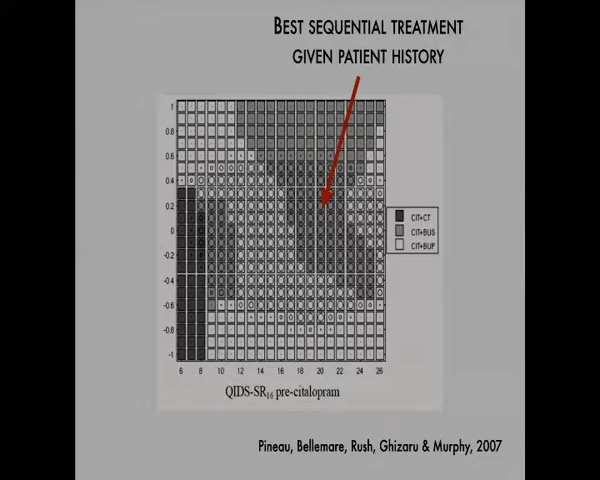 BEST SEQUENTIAL TREATMENT
GIVEN PATIENT HISTORY
1
0.8
0.6
0.4
0.2
0
-0.2
-0.4
-0.6
-0.8
-1
6 8 10 12 14 16 18 20 22 24 26
CIT+CT
CIT+BUS
CIT+BUP
QIDS-SR16 pre-citalopram
Pineau, Bellemare, Rush, Ghizaru & Murphy, 2007